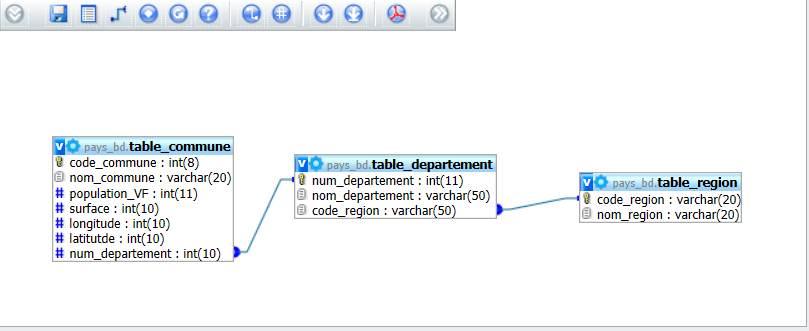 pays_bd.table_commune
code_commune : int(8)
nom_commune : varchar(20)
population_VF : int(11)
surface : int(10)
longitude : int(10)
latitutde : int(10)
num_departement : int(10)
pays_bd.table_departement
num_departement : int(11)
nom_departement : varchar(50)
code_region : varchar(50)
pays_bd.table_region
code_region : varchar(20)
nom_region : varchar(20)